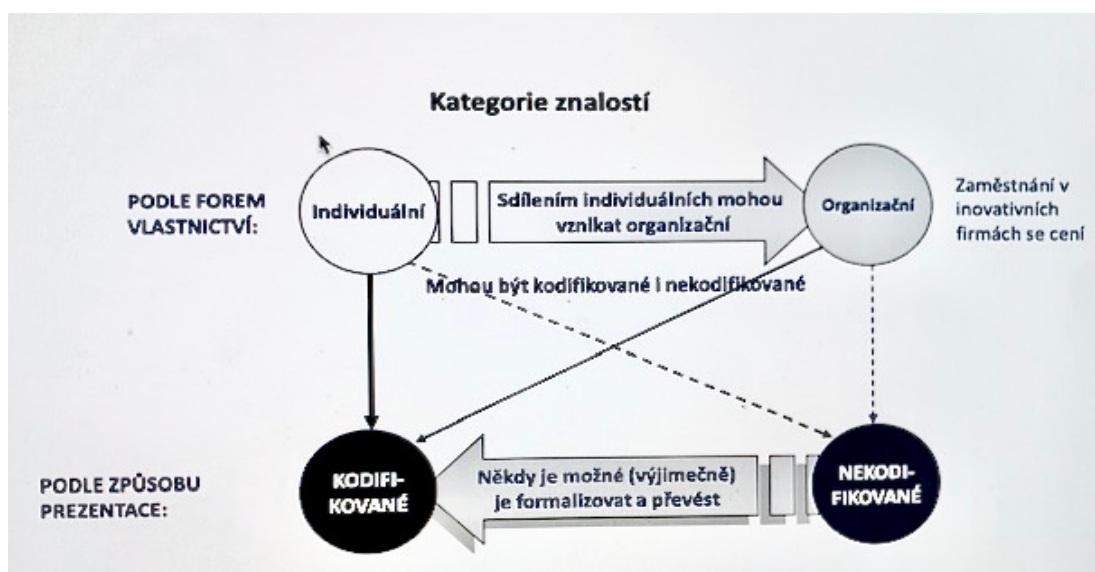 Kategorie znalostí
PODLE FOREM
VLASTNICTVÍ:
Individuální
Sdílením individuálních mohou
vznikat organizační
Organizační
Zaměstnání v
inovativních
firmách se cení
Mohou být kodifikované i nekodifikované
PODLE ZPŮSOBU
PREZENTACE:
KODIFI-
KOVANÉ
Někdy je možné (výjimečně)
je formalizovat a převést
NEKODI-
FIKOVANÉ